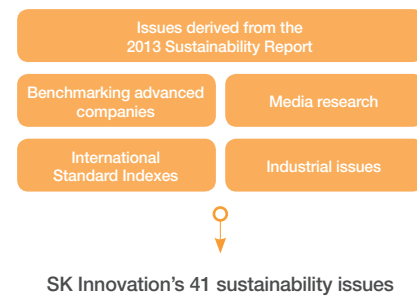 Issues derived from the
2013 Sustainability Report
Benchmarking advanced
companies
Media research
International
Standard Indexes
Industrial issues
SK Innovation's 41 sustainability issues